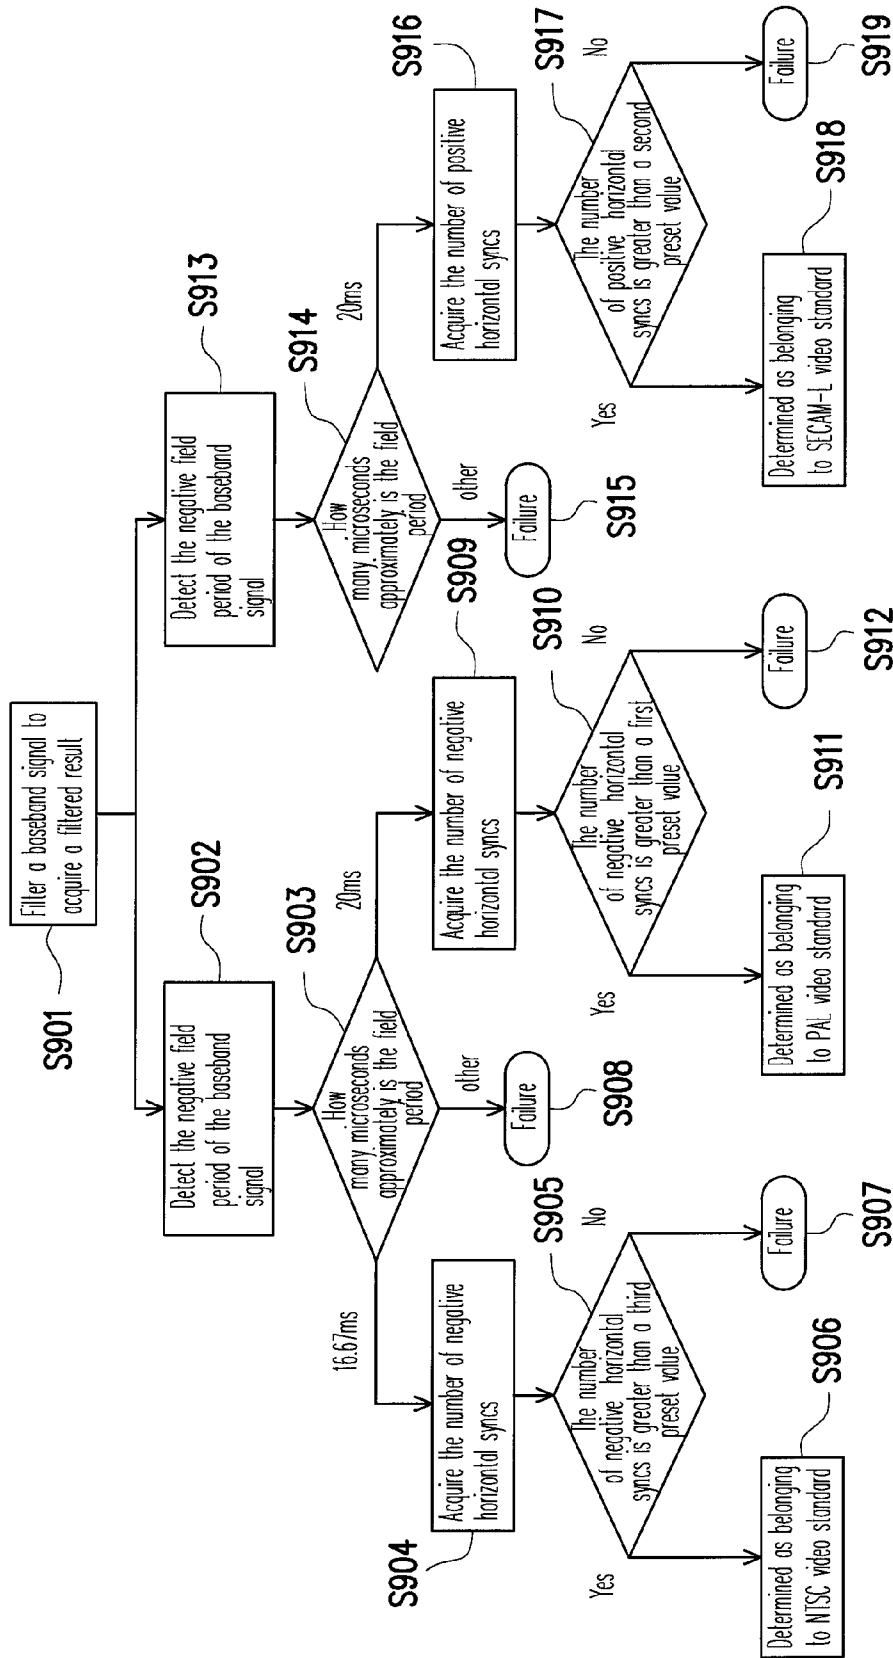 Filter a baseband signal to
acquire a filtered result
S901
Detect the negative field
period of the baseband
signal
S902
How
many microseconds
approximately is the field
period
S903
16.67ms
20ms
other
Acquire the number of negative
horizontal syncs
S904
The number
of negative horizontal
syncs is greater than a third
preset value
S905
Yes
No
Determined as belonging
to NTSC video standard
S906
Failure
S907
Failure
S908
Acquire the number of negative
horizontal syncs
S909
The number
of negative horizontal
syncs is greater than a first
preset value
S910
Yes
No
Determined as belonging
to PAL video standard
S911
Failure
S912
Detect the negative field
period of the baseband
signal
S913
How
many microseconds
approximately is the field
period
S914
20ms
other
Failure
S915
Acquire the number of positive
horizontal syncs
S916
The number
of positive horizontal
syncs is greater than a second
preset value
S917
Yes
No
Determined as belonging
to SECAM-L video standard
S918
Failure
S919